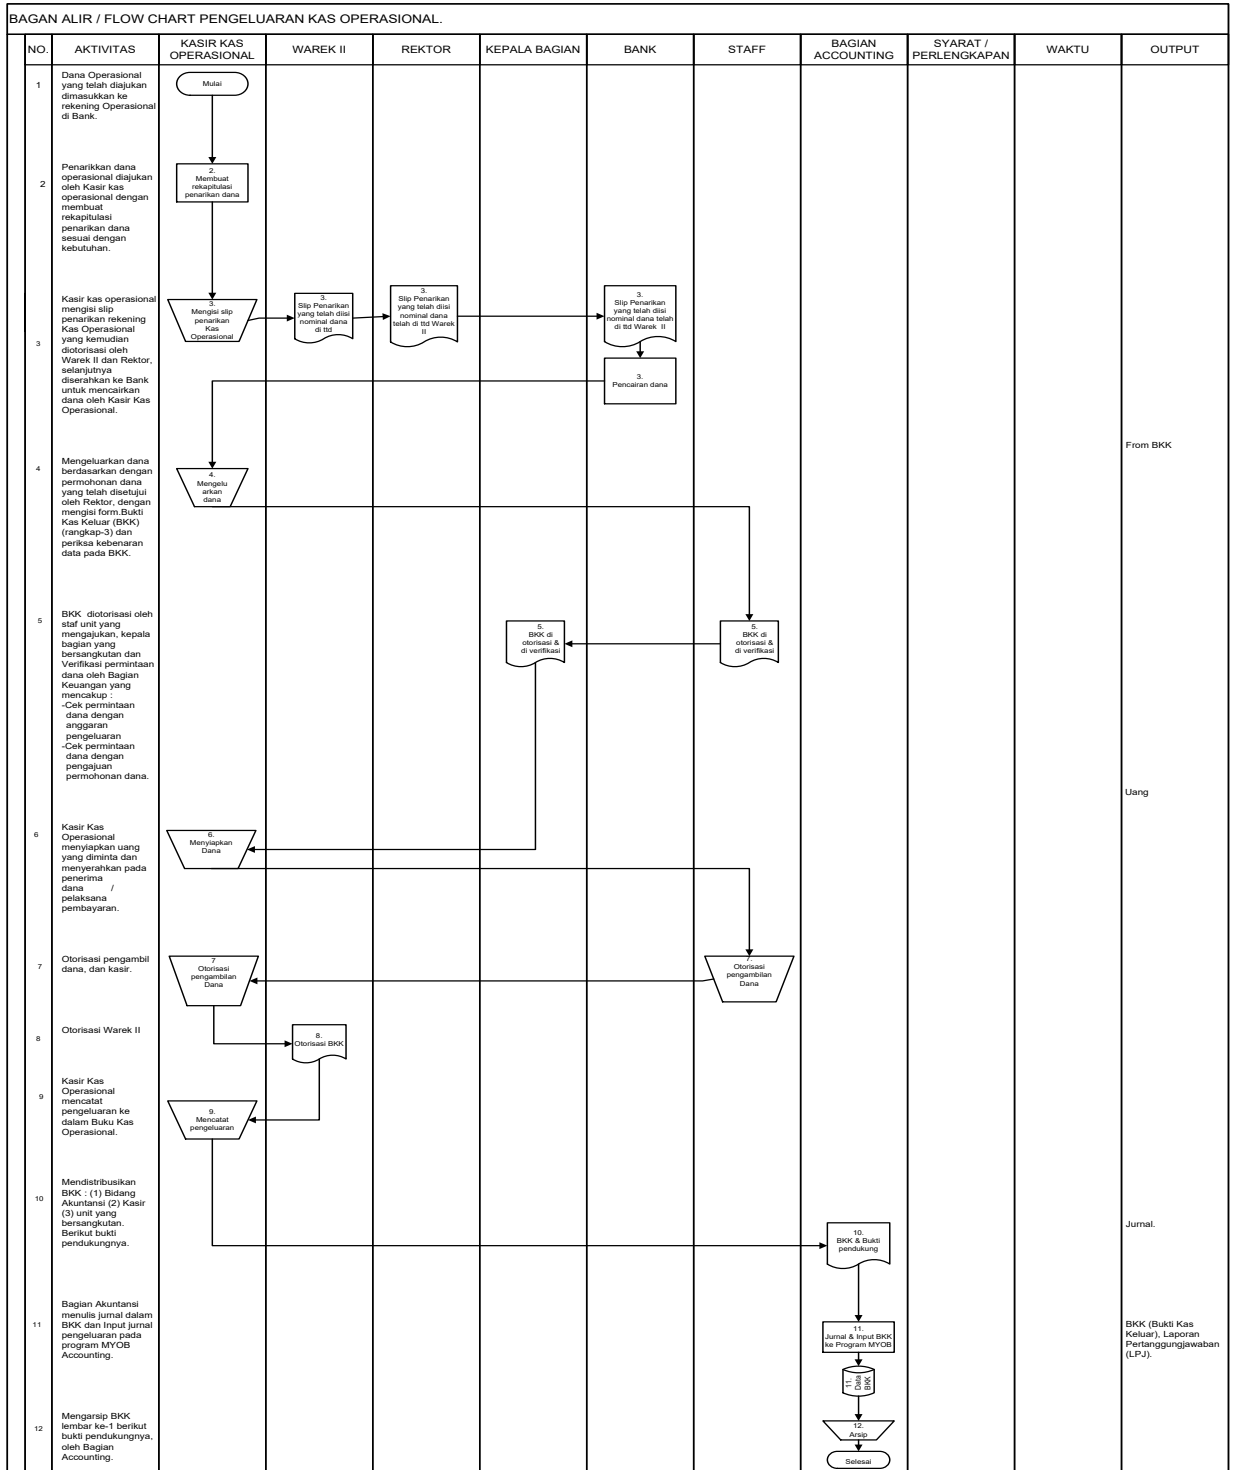 BAGAN ALIR / FLOW CHART PENGELUARAN KAS OPERASIONAL.
NO.
AKTIVITAS
KASIR KAS
OPERASIONAL
WAREK II
REKTOR
KEPALA BAGIAN
BANK
STAFF
BAGIAN
ACCOUNTING
SYARAT /
PERLENGKAPAN
WAKTU
OUTPUT
1
Dana Operasional
yang telah diajukan
dimasukkan ke
rekening Operasional
di Bank.
Mulai
2
Penarikkan dana
operasional diajukan
oleh Kasir kas
operasional dengan
membuat
rekapitulasi
penarikan dana
sesuai dengan
kebutuhan.
2.
Membuat
rekapitulasi
penarikan dana
3
Kasir kas operasional
mengisi slip
penarikan rekening
Kas Operasional
yang kemudian
diotorisasi oleh
Warek II dan Rektor,
selanjutnya
diserahkan ke Bank
untuk mencairkan
dana oleh Kasir Kas
Operasional.
3.
Mengisi slip
penarikan
Kas
Operasional
3.
Slip Penarikan
yang telah diisi
nominal dana
di ttd
3.
Slip Penarikan
yang telah diisi
nominal dana
telah di ttd Warek
II
3.
Slip Penarikan
yang telah diisi
nominal dana telah
di ttd Warek II
3.
Pencairan dana
4
Mengeluarkan dana
berdasarkan dengan
permohonan dana
yang telah disetujui
oleh Rektor, dengan
mengisi form.Bukti
Kas Keluar (BKK)
(rangkap-3) dan
periksa kebenaran
data pada BKK.
4.
Mengelu
arkan
dana
From BKK
5
BKK diotorisasi oleh
staf unit yang
mengajukan, kepala
bagian yang
bersangkutan dan
Verifikasi permintaan
dana oleh Bagian
Keuangan yang
mencakup :
-Cek permintaan
dana dengan
anggaran
pengeluaran
-Cek permintaan
dana dengan
pengajuan
permohonan dana.
5.
BKK di
otorisasi &
di verifikasi
5.
BKK di
otorisasi &
di verifikasi
Uang
6
Kasir Kas
Operasional
menyiapkan uang
yang diminta dan
menyerahkan pada
penerima
dana /
pelaksana
pembayaran.
6.
Menyiapkan
Dana
7
Otorisasi pengambil
dana, dan kasir.
7
Otorisasi
pengambilan
Dana
7.
Otorisasi
pengambilan
Dana
8
Otorisasi Warek II
8.
Otorisasi BKK
9
Kasir Kas
Operasional
mencatat
pengeluaran ke
dalam Buku Kas
Operasional.
9.
Mencatat
pengeluaran
10
Mendistribusikan
BKK : (1) Bidang
Akuntansi (2) Kasir
(3) unit yang
bersangkutan.
Berikut bukti
pendukungnya.
10.
BKK & Bukti
pendukung
Jurnal.
11
Bagian Akuntansi
menulis jurnal dalam
BKK dan Input jurnal
pengeluaran pada
program MYOB
Accounting.
11.
Jurnal & Input BKK
ke Program MYOB
11.
Data
BKK
BKK (Bukti Kas
Keluar), Laporan
Pertanggungjawaban
(LPJ).
12
Mengarsip BKK
lembar ke-1 berikut
bukti pendukungnya,
oleh Bagian
Accounting.
12.
Arsip
Selesai